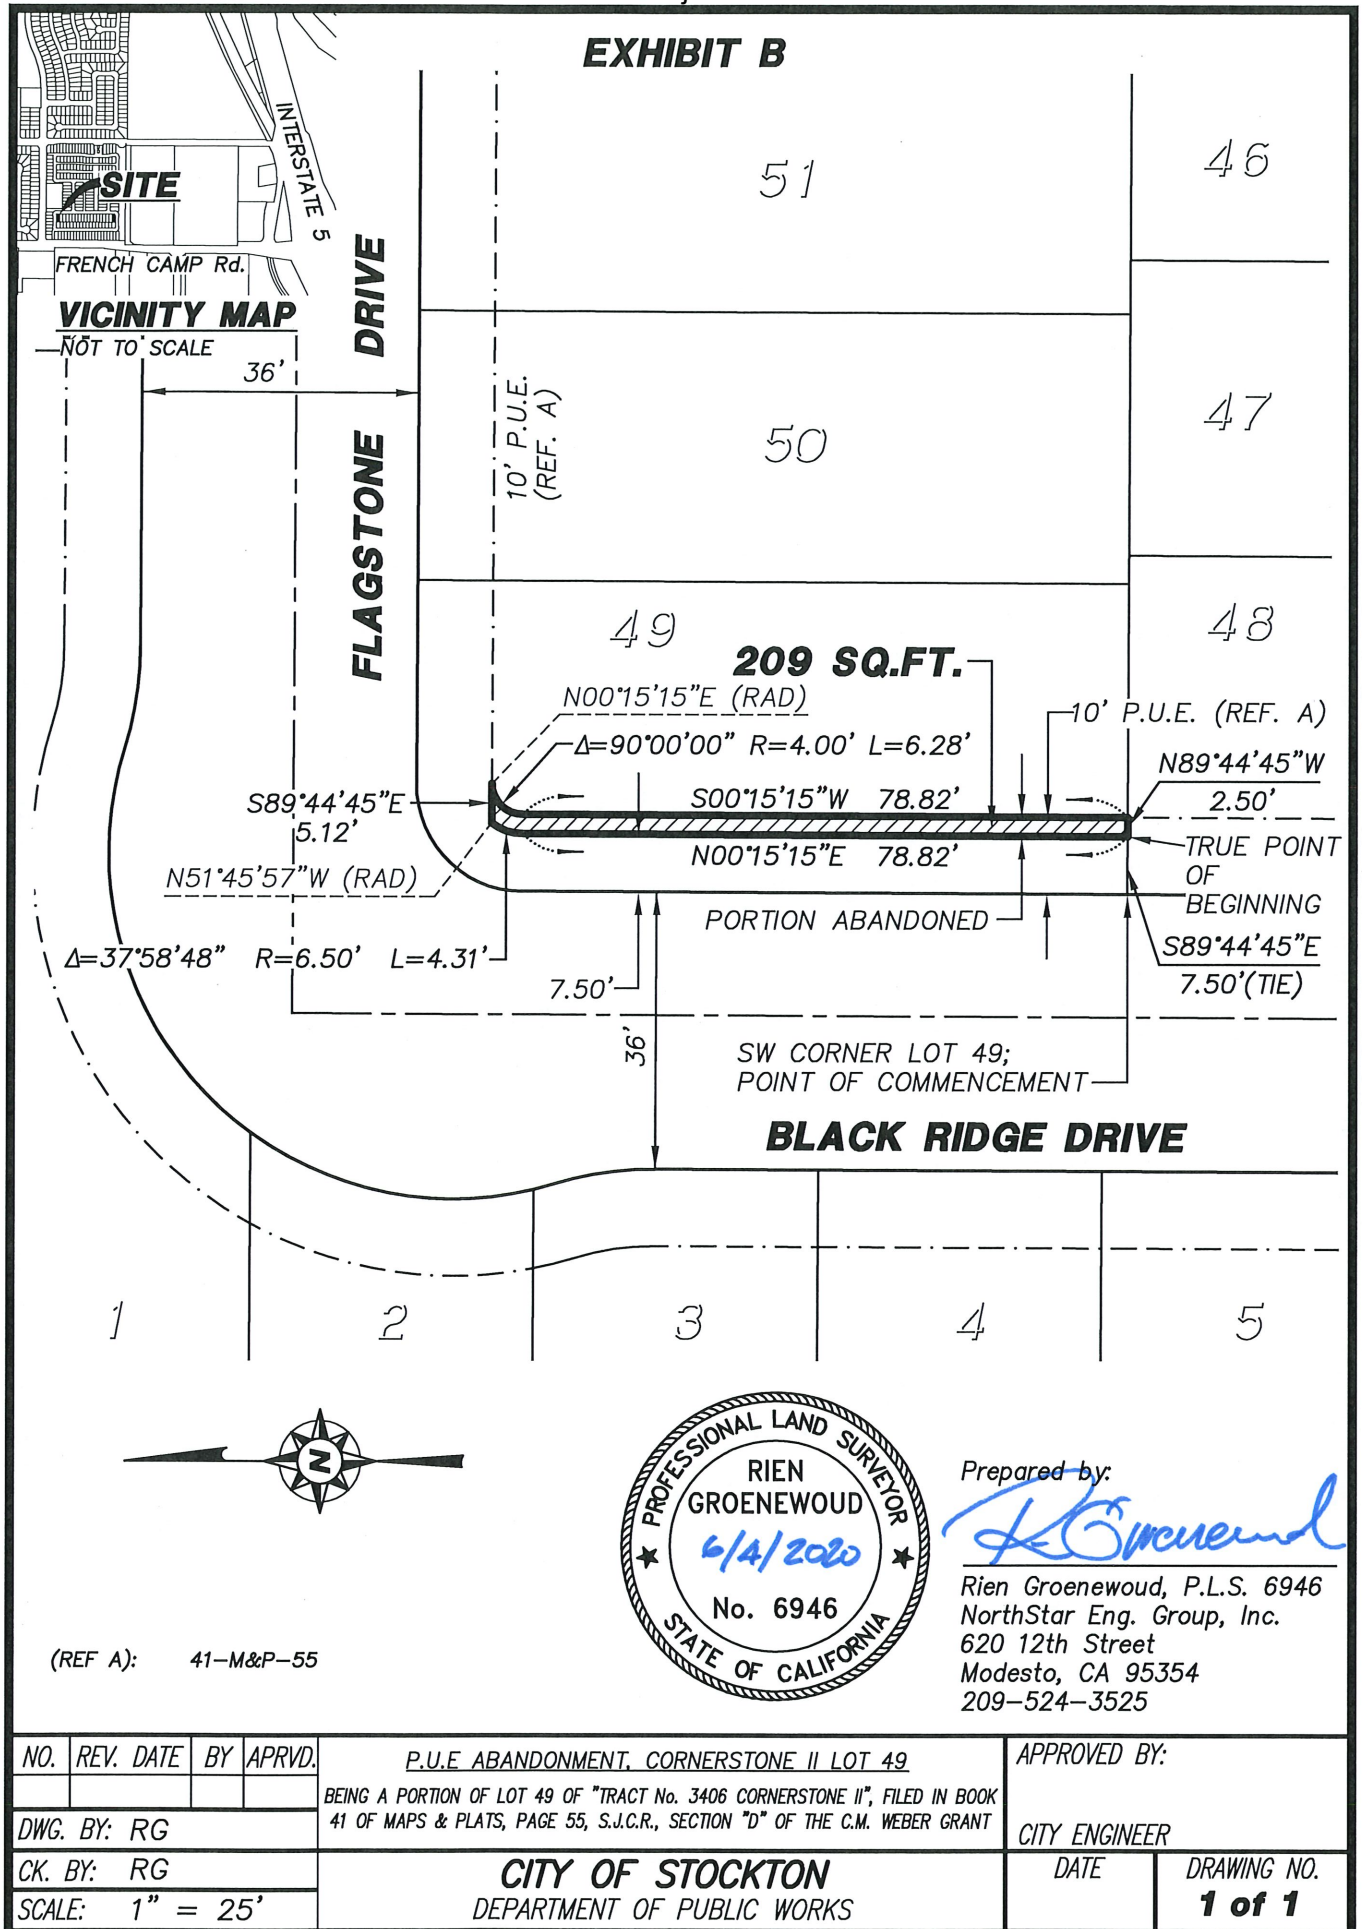 EXHIBIT B
INTERSTATE 5
SITE
FRENCH CAMP Rd.
VICINITY MAP
NOT TO SCALE
36'
FLAGSTONE DRIVE
10' P.U.E.
(REF. A)
51
46
50
47
49
48
209 SQ.FT.
N00°15'15"E (RAD)
Δ=90°00'00" R=4.00' L=6.28'
10' P.U.E. (REF. A)
N89°44'45"W
2.50'
S89°44'45"E
5.12'
S00°15'15"W 78.82'
N00°15'15"E 78.82'
TRUE POINT
OF
BEGINNING
N51°45'57"W (RAD)
PORTION ABANDONED
Δ=37°58'48" R=6.50' L=4.31'
7.50'
S89°44'45"E
7.50'(TIE)
36'
SW CORNER LOT 49;
POINT OF COMMENCEMENT
BLACK RIDGE DRIVE
1
2
3
4
5
N
PROFESSIONAL LAND SURVEYOR
RIEN
GROENEWOUD
6/4/2020
No. 6946
STATE OF CALIFORNIA
Prepared by:
Rien Groenewoud, P.L.S. 6946
NorthStar Eng. Group, Inc.
620 12th Street
Modesto, CA 95354
209-524-3525
(REF A): 41-M&P-55
NO. REV. DATE BY APRVD.
DWG. BY: RG
CK. BY: RG
SCALE: 1" = 25'
P.U.E ABANDONMENT, CORNERSTONE II LOT 49
BEING A PORTION OF LOT 49 OF "TRACT No. 3406 CORNERSTONE II", FILED IN BOOK
41 OF MAPS & PLATS, PAGE 55, S.J.C.R., SECTION "D" OF THE C.M. WEBER GRANT
CITY OF STOCKTON
DEPARTMENT OF PUBLIC WORKS
APPROVED BY:
CITY ENGINEER
DATE
DRAWING NO.
1 of 1